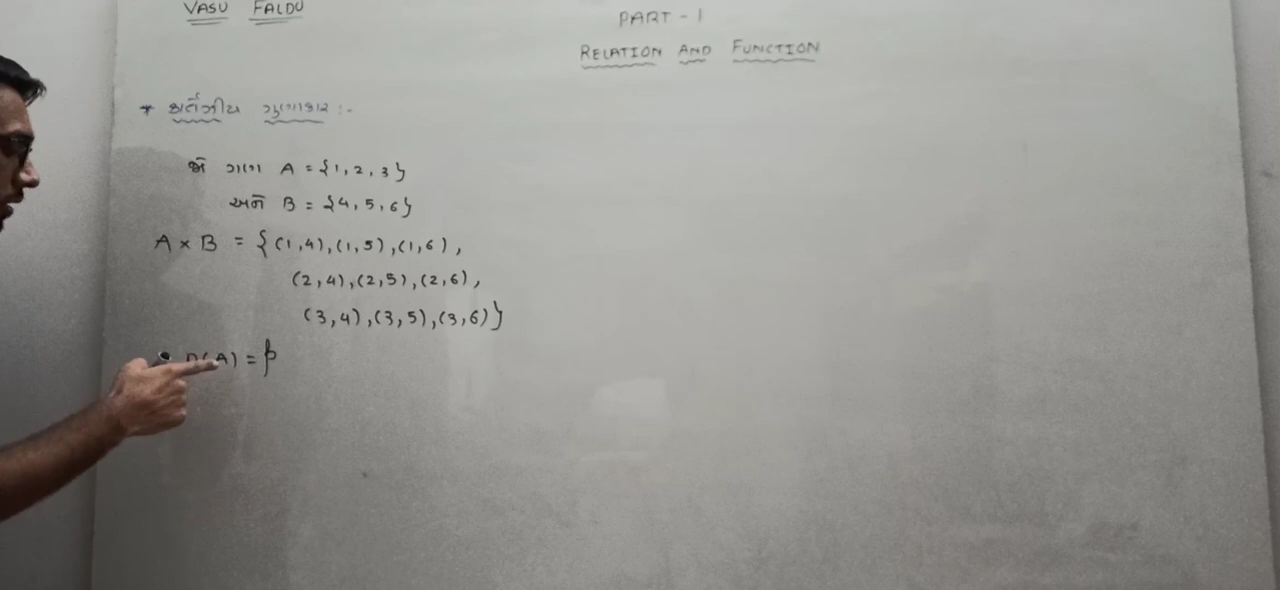 VASU FALDU
PART - 1
RELATION AND FUNCTION
* કાર્તેઝીય ગુણાકાર :-
જો ગણ A = {1, 2, 3}
અને B = {4, 5, 6}
A × B = {(1,4),(1,5),(1,6),
(2,4),(2,5),(2,6),
(3,4),(3,5),(3,6)}
n(A) = p